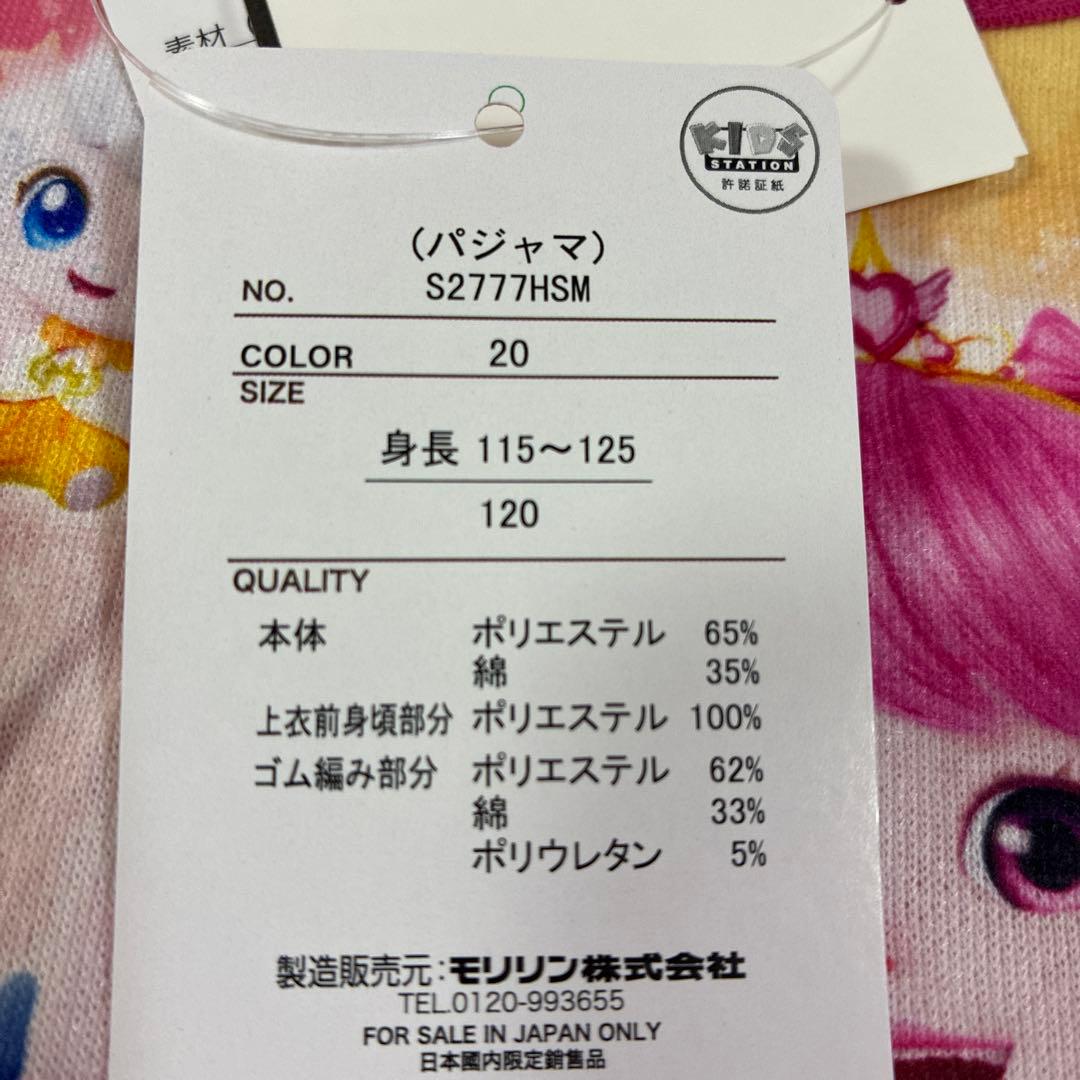 素材
KIDS
STATION
許諾証紙
(パジャマ)
NO. S2777HSM
COLOR 20
SIZE
身長 115〜125
120
QUALITY
本体 ポリエステル 65%
綿 35%
上衣前身頃部分 ポリエステル 100%
ゴム編み部分 ポリエステル 62%
綿 33%
ポリウレタン 5%
製造販売元:モリリン株式会社
TEL.0120-993655
FOR SALE IN JAPAN ONLY
日本國内限定銷售品